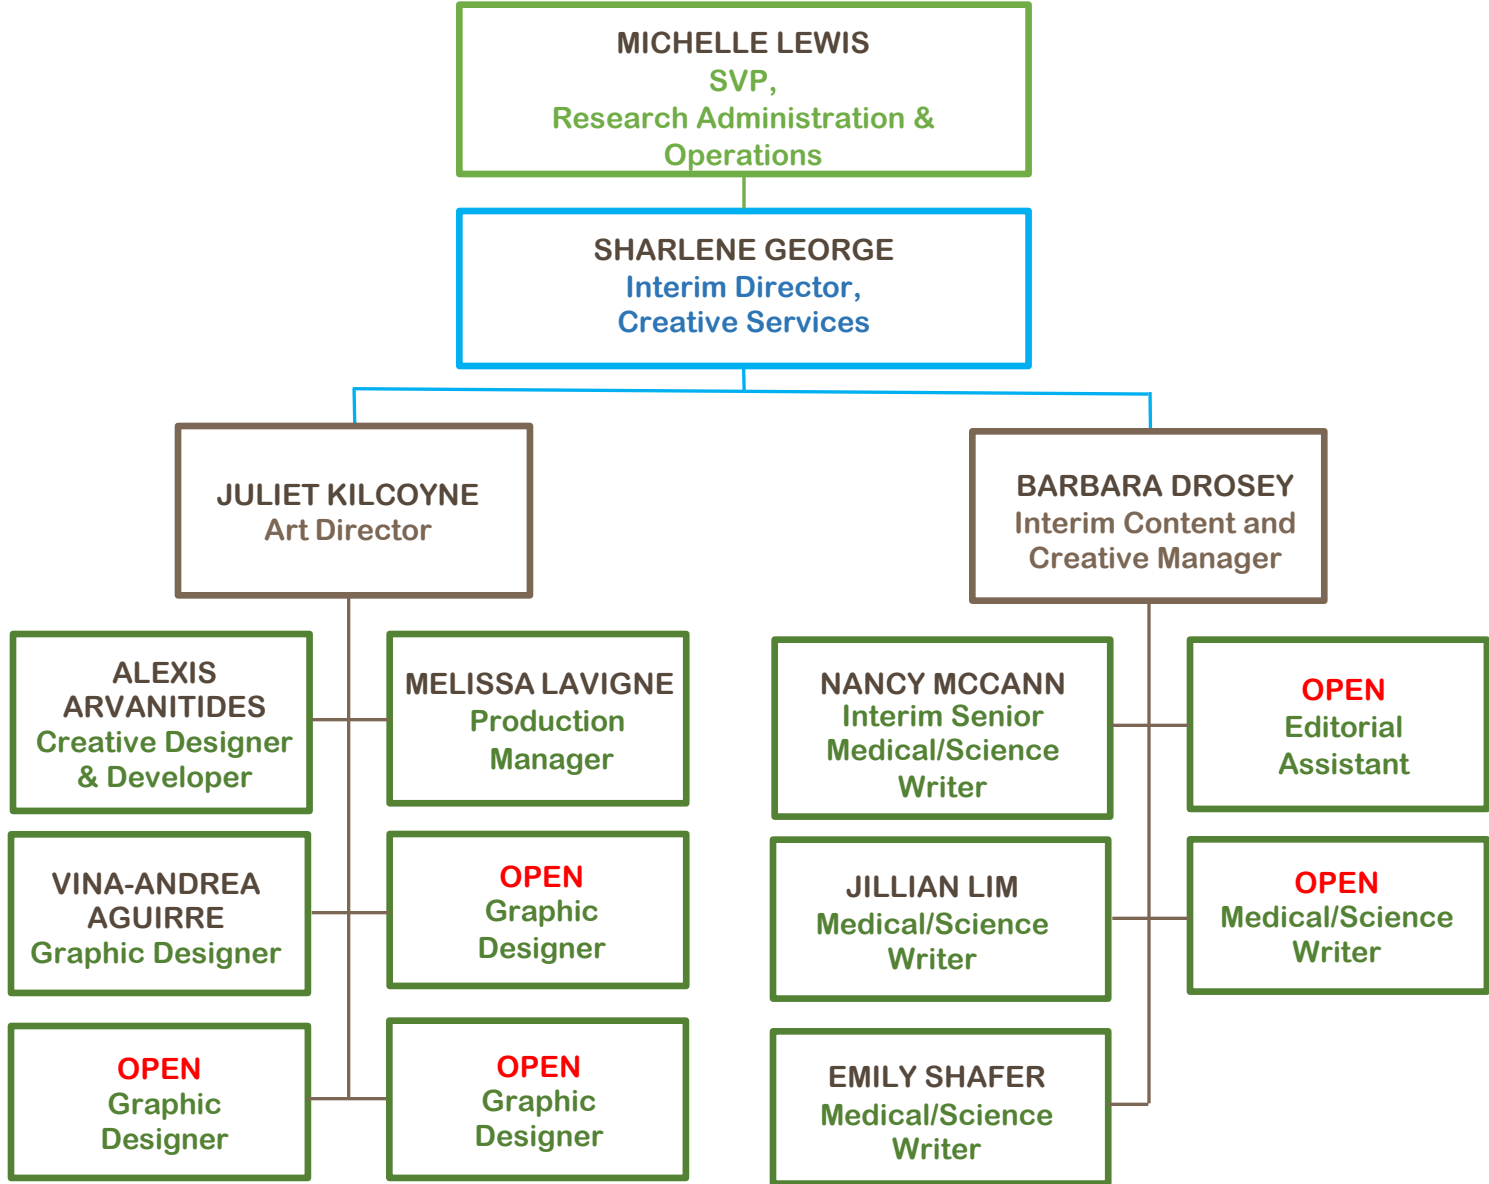 MICHELLE LEWIS
SVP,
Research Administration &
Operations
SHARLENE GEORGE
Interim Director,
Creative Services
JULIET KILCOYNE
Art Director
BARBARA DROSEY
Interim Content and
Creative Manager
ALEXIS
ARVANITIDES
Creative Designer
& Developer
MELISSA LAVIGNE
Production
Manager
VINA-ANDREA
AGUIRRE
Graphic Designer
OPEN
Graphic
Designer
OPEN
Graphic
Designer
OPEN
Graphic
Designer
NANCY MCCANN
Interim Senior
Medical/Science
Writer
OPEN
Editorial
Assistant
JILLIAN LIM
Medical/Science
Writer
OPEN
Medical/Science
Writer
EMILY SHAFER
Medical/Science
Writer